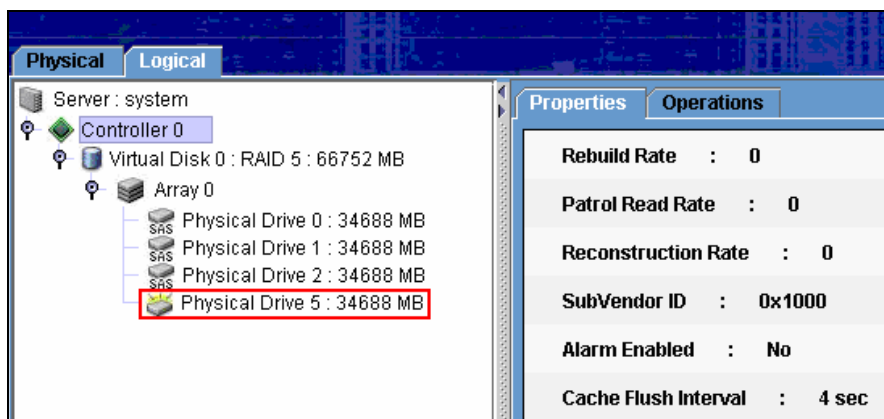 Physical
Logical
Server : system
Controller 0
Virtual Disk 0 : RAID 5 : 66752 MB
Array 0
SAS Physical Drive 0 : 34688 MB
SAS Physical Drive 1 : 34688 MB
SAS Physical Drive 2 : 34688 MB
Physical Drive 5 : 34688 MB
Properties
Operations
Rebuild Rate : 0
Patrol Read Rate : 0
Reconstruction Rate : 0
SubVendor ID : 0x1000
Alarm Enabled : No
Cache Flush Interval : 4 sec